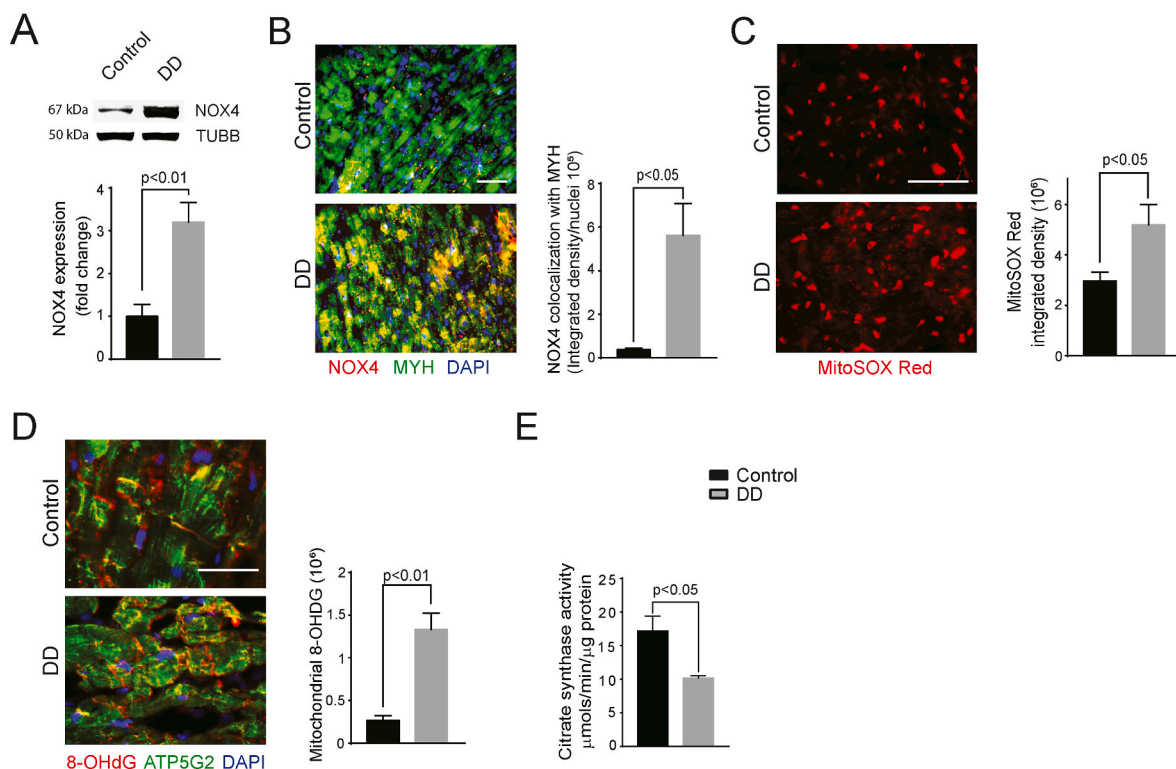 A
Control
DD
67 kDa
NOX4
50 kDa
TUBB
p<0.01
NOX4 expression
(fold change)
4
3
2
1
0
B
Control
DD
NOX4 MYH DAPI
NOX4 colocalization with MYH
(Integrated density/nuclei 10⁶)
p<0.05
8
6
4
2
0
C
Control
DD
MitoSOX Red
MitoSOX Red
integrated density (10⁶)
p<0.05
6
4
2
0
D
Control
DD
8-OHdG ATP5G2 DAPI
Mitochondrial 8-OHDG (10⁶)
p<0.01
2
1.5
1
0.5
0
E
Control
DD
Citrate synthase activity
μmols/min/μg protein
p<0.05
25
20
15
10
5
0